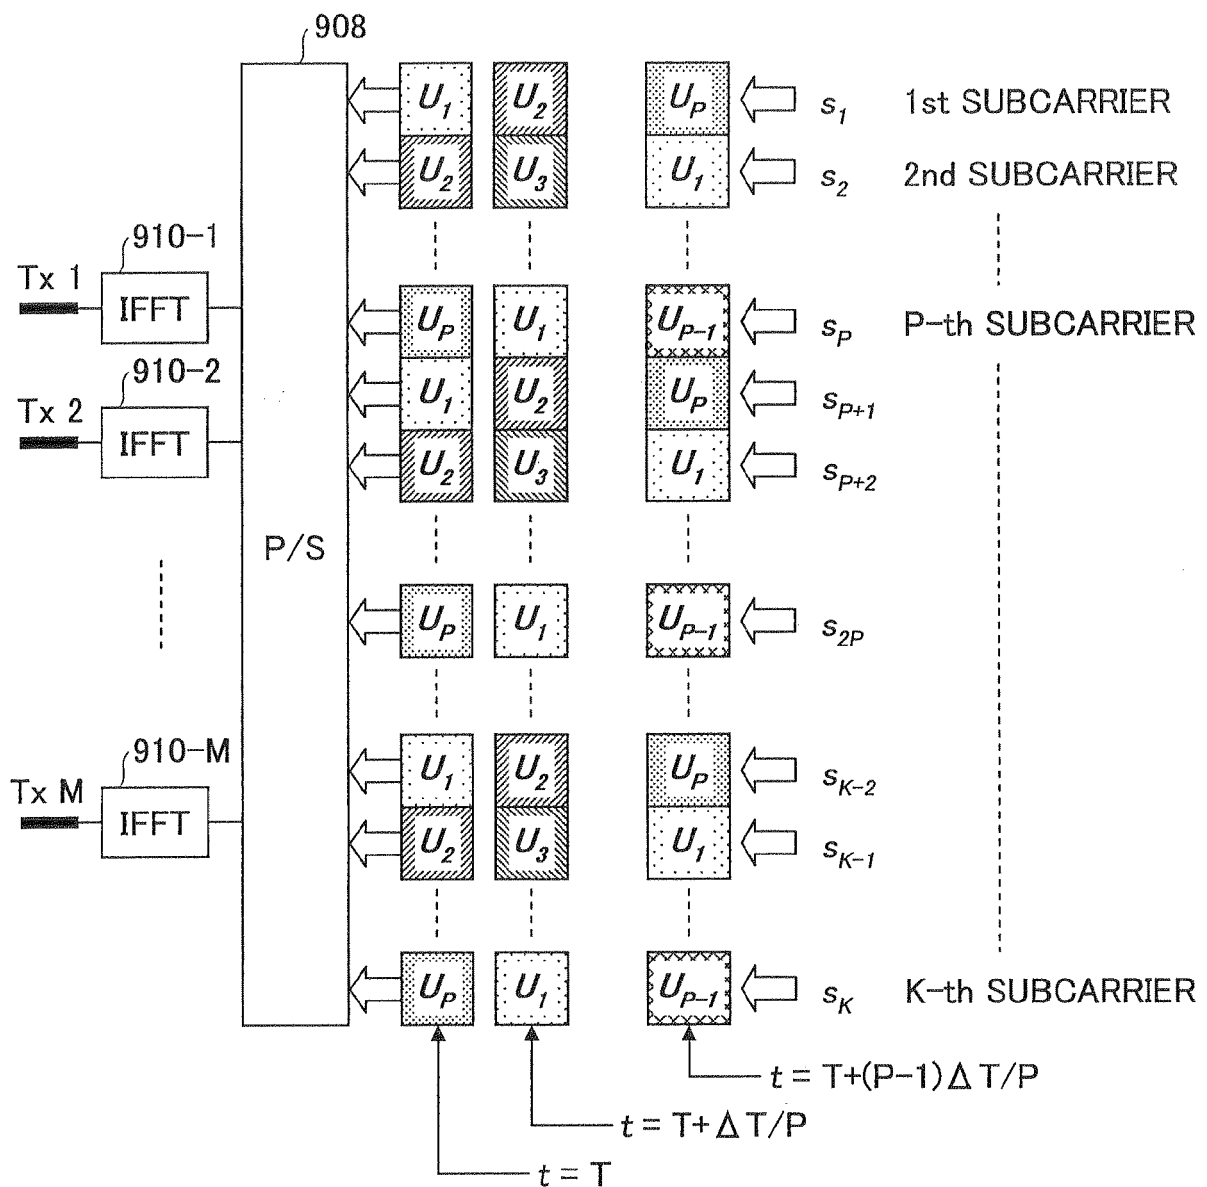 908
U1 U2 UP s1 1st SUBCARRIER
U2 U3 U1 s2 2nd SUBCARRIER
910-1
Tx 1 IFFT
UP U1 UP-1 sP P-th SUBCARRIER
910-2
U1 U2 UP sP+1
Tx 2 IFFT
U2 U3 U1 sP+2
P/S
UP U1 UP-1 s2P
910-M
U1 U2 UP sK-2
Tx M IFFT
U2 U3 U1 sK-1
UP U1 UP-1 sK K-th SUBCARRIER
t = T+(P-1)ΔT/P
t = T+ΔT/P
t = T